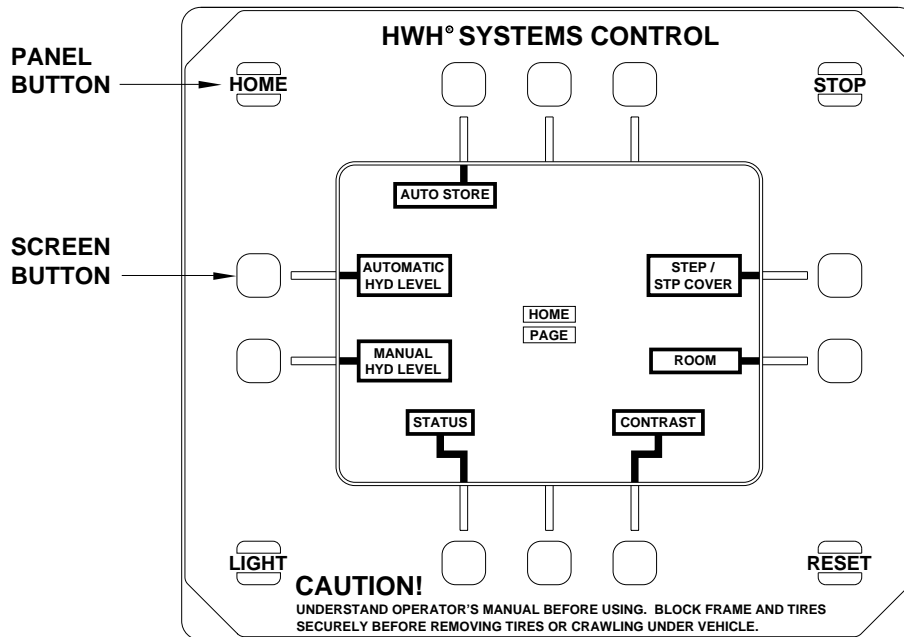 HWH® SYSTEMS CONTROL
PANEL
BUTTON
HOME
STOP
AUTO STORE
SCREEN
BUTTON
AUTOMATIC
HYD LEVEL
STEP /
STP COVER
HOME
PAGE
MANUAL
HYD LEVEL
ROOM
STATUS
CONTRAST
LIGHT
RESET
CAUTION!
UNDERSTAND OPERATOR'S MANUAL BEFORE USING. BLOCK FRAME AND TIRES
SECURELY BEFORE REMOVING TIRES OR CRAWLING UNDER VEHICLE.